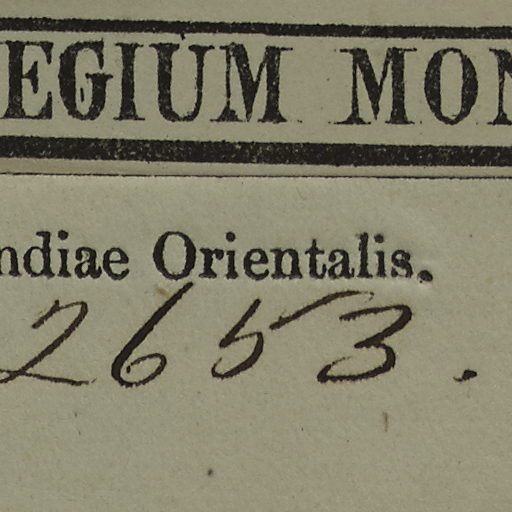 EGIUM MON
ndiae Orientalis.
2653.